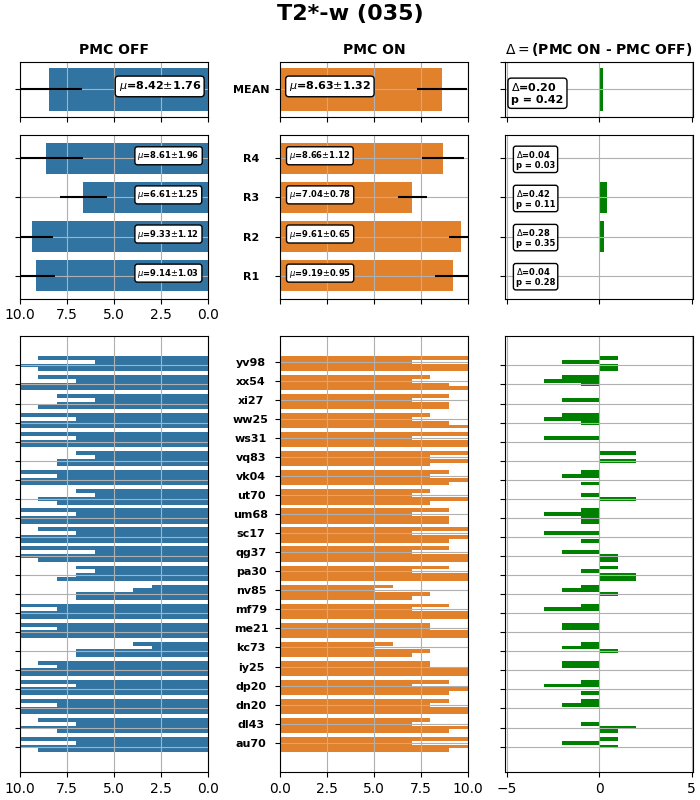 T2*-w (035)
PMC OFF
PMC ON
Δ = (PMC ON - PMC OFF)
μ=8.42±1.76
MEAN
μ=8.63±1.32
Δ=0.20
p = 0.42
μ=8.61±1.96
R4
μ=8.66±1.12
Δ=0.04
p = 0.03
μ=6.61±1.25
R3
μ=7.04±0.78
Δ=0.42
p = 0.11
μ=9.33±1.12
R2
μ=9.61±0.65
Δ=0.28
p = 0.35
μ=9.14±1.03
R1
μ=9.19±0.95
Δ=0.04
p = 0.28
10.0 7.5 5.0 2.5 0.0
yv98
xx54
xi27
ww25
ws31
vq83
vk04
ut70
um68
sc17
qg37
pa30
nv85
mf79
me21
kc73
iy25
dp20
dn20
dl43
au70
10.0 7.5 5.0 2.5 0.0
0.0 2.5 5.0 7.5 10.0
−5 0 5